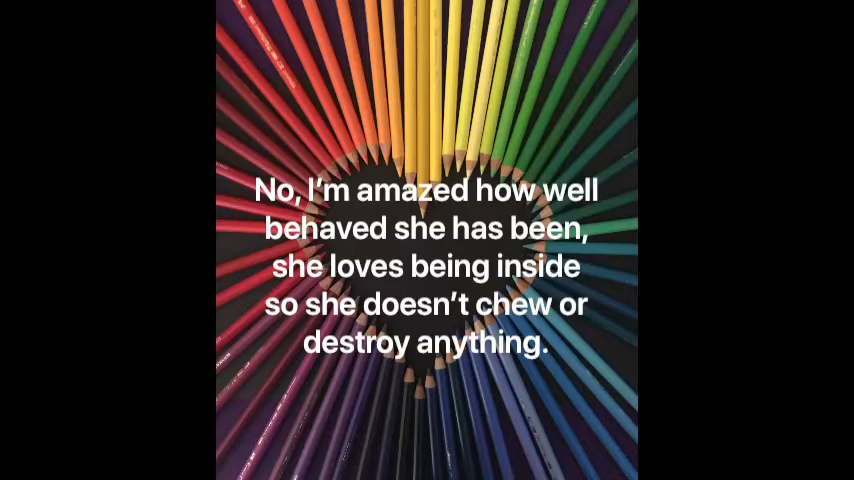 No, I’m amazed how well
behaved she has been,
she loves being inside
so she doesn’t chew or
destroy anything.